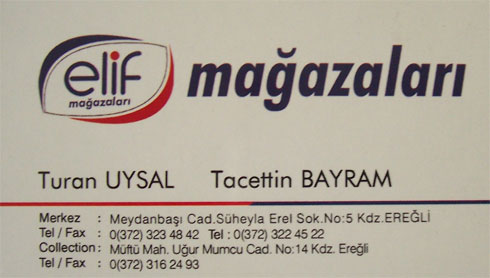 elif
mağazaları
mağazaları
Turan UYSAL Tacettin BAYRAM
Merkez : Meydanbaşı Cad.Süheyla Erel Sok.No:5 Kdz.EREĞLİ
Tel / Fax : 0(372) 323 48 42 Tel : 0(372) 322 45 22
Collection : Müftü Mah. Uğur Mumcu Cad. No:14 Kdz. Ereğli
Tel / Fax : 0(372) 316 24 93